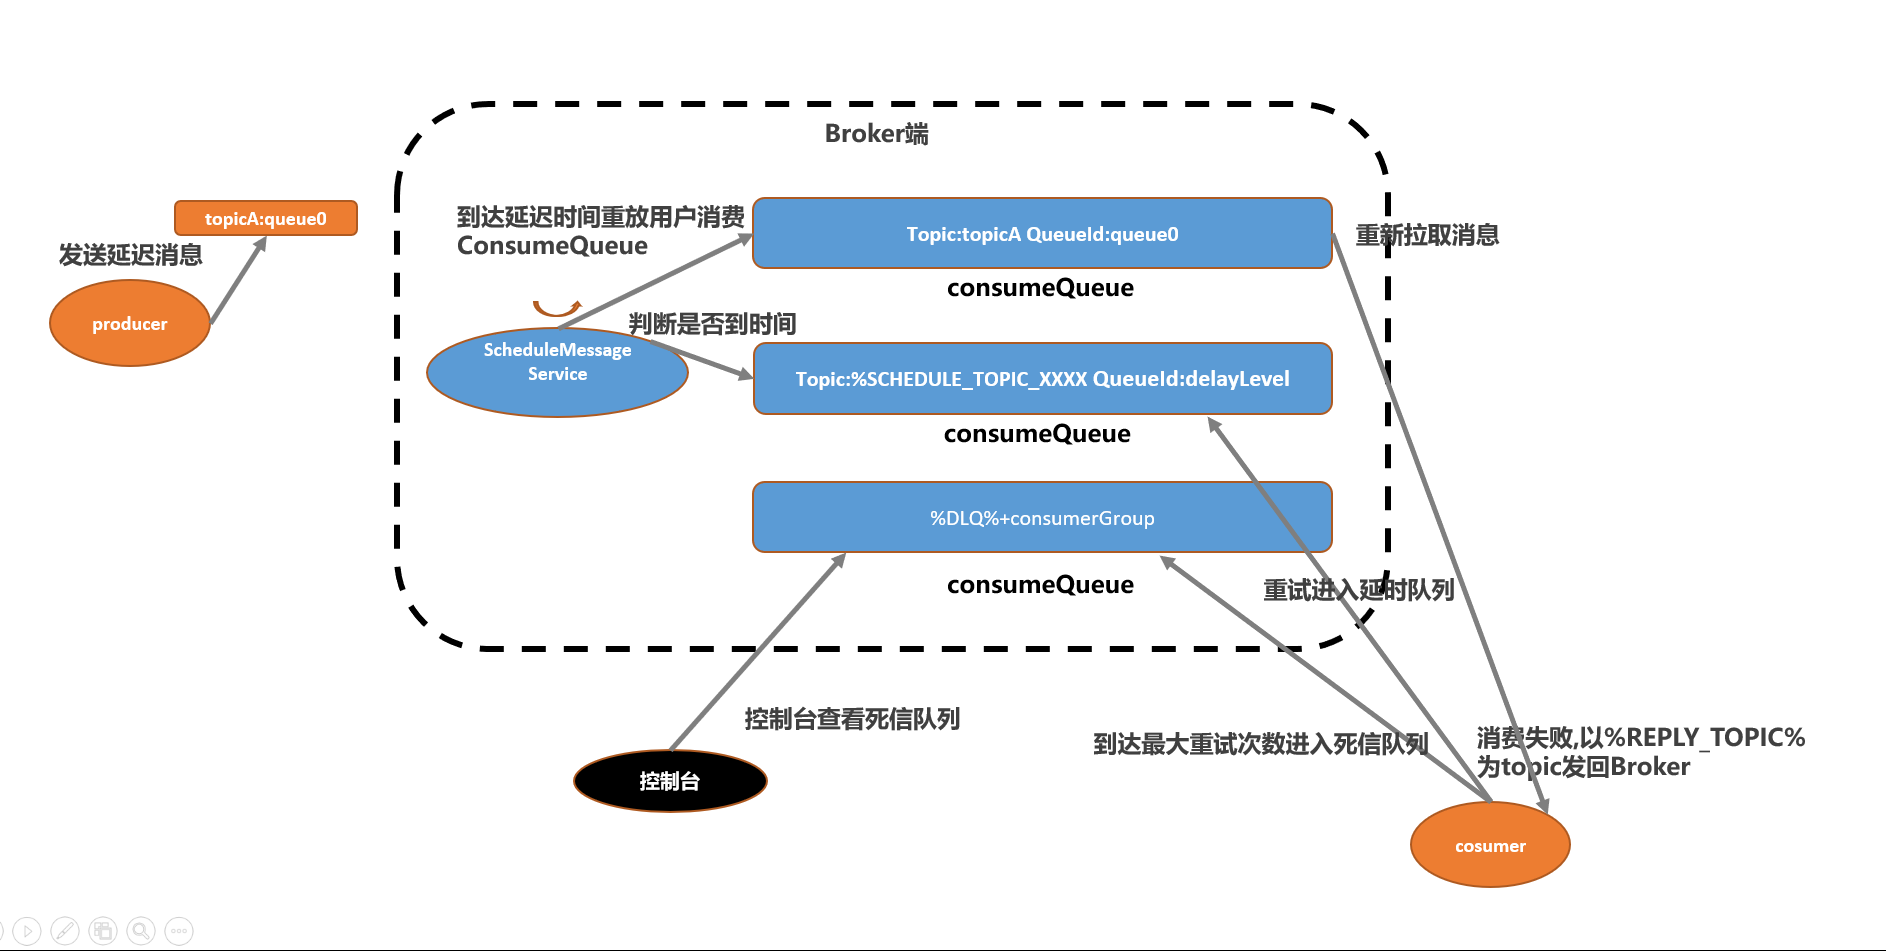 Broker端
topicA:queue0
发送延迟消息
producer
到达延迟时间重放用户消费
ConsumeQueue
Topic:topicA QueueId:queue0
重新拉取消息
consumeQueue
判断是否到时间
ScheduleMessage
Service
Topic:%SCHEDULE_TOPIC_XXXX QueueId:delayLevel
consumeQueue
%DLQ%+consumerGroup
consumeQueue
重试进入延时队列
控制台查看死信队列
到达最大重试次数进入死信队列
消费失败,以%REPLY_TOPIC%
为topic发回Broker
控制台
cosumer